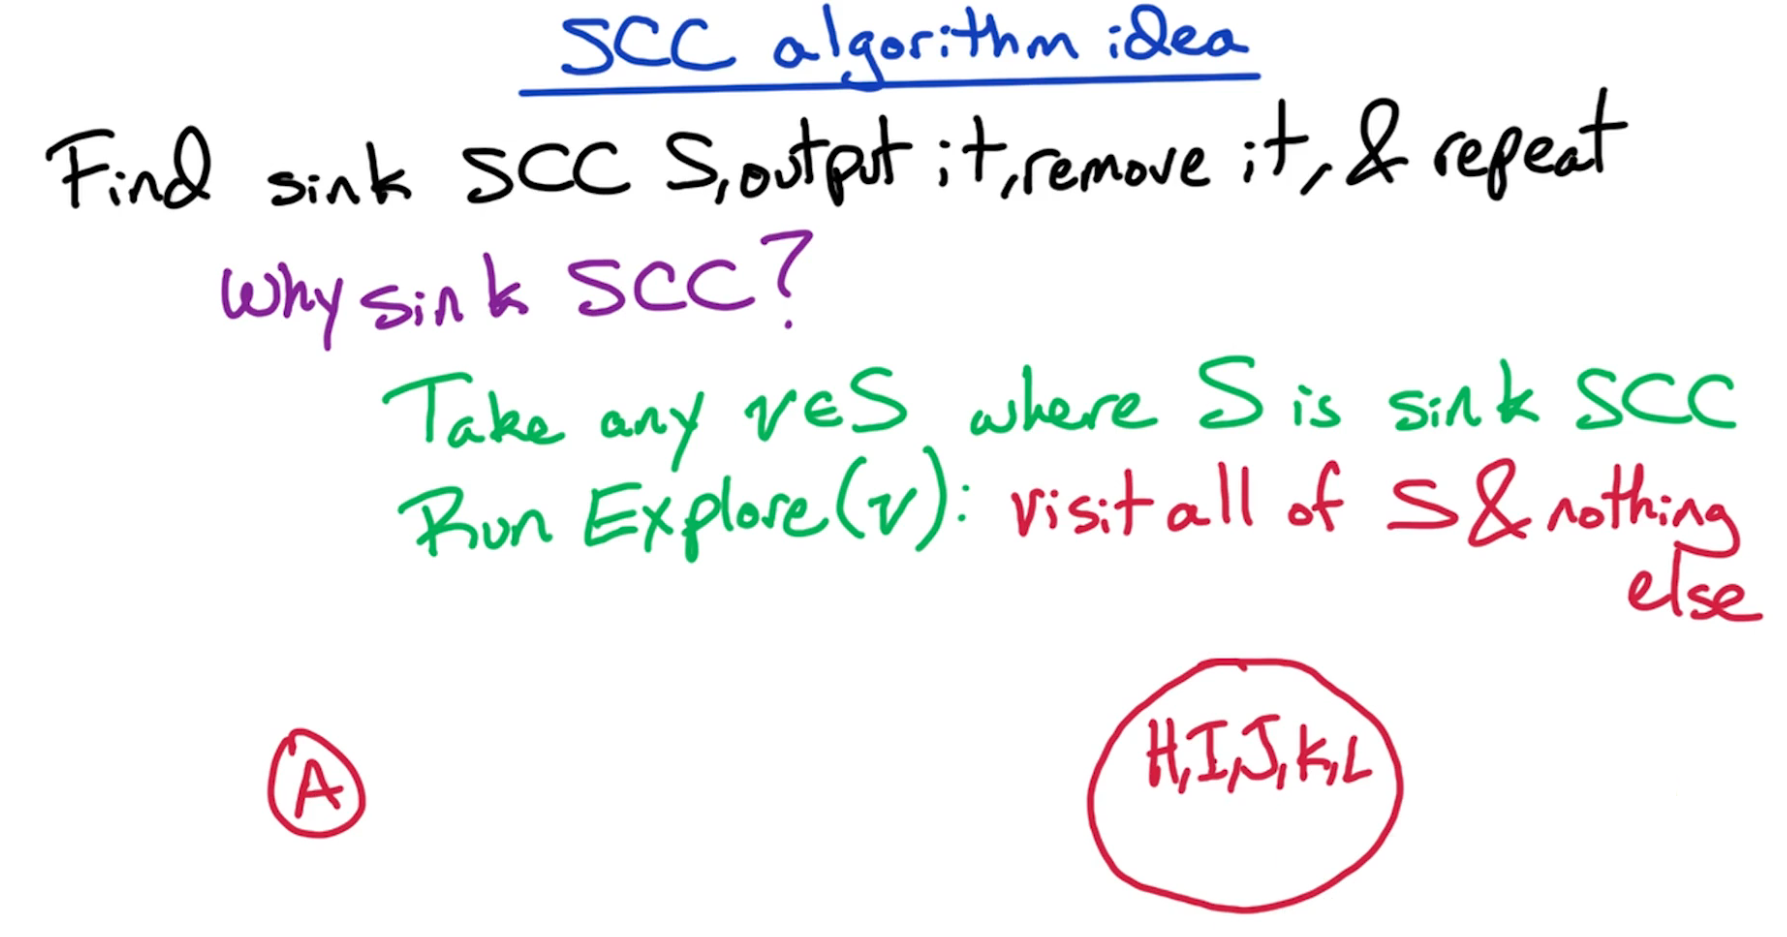 SCC algorithm idea
Find sink SCC S, output it, remove it, & repeat
Why sink SCC?
Take any v∈S where S is sink SCC
Run Explore(v): visit all of S & nothing
else
A
H, I, J, K, L